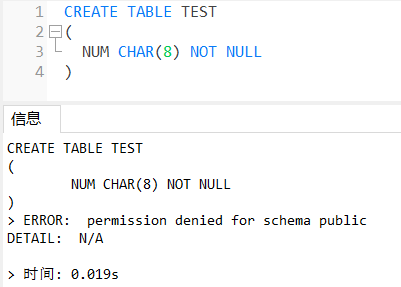 1 CREATE TABLE TEST
2 (
3 NUM CHAR(8) NOT NULL
4 )
信息
CREATE TABLE TEST
(
NUM CHAR(8) NOT NULL
)
> ERROR:  permission denied for schema public
DETAIL:  N/A
> 时间: 0.019s